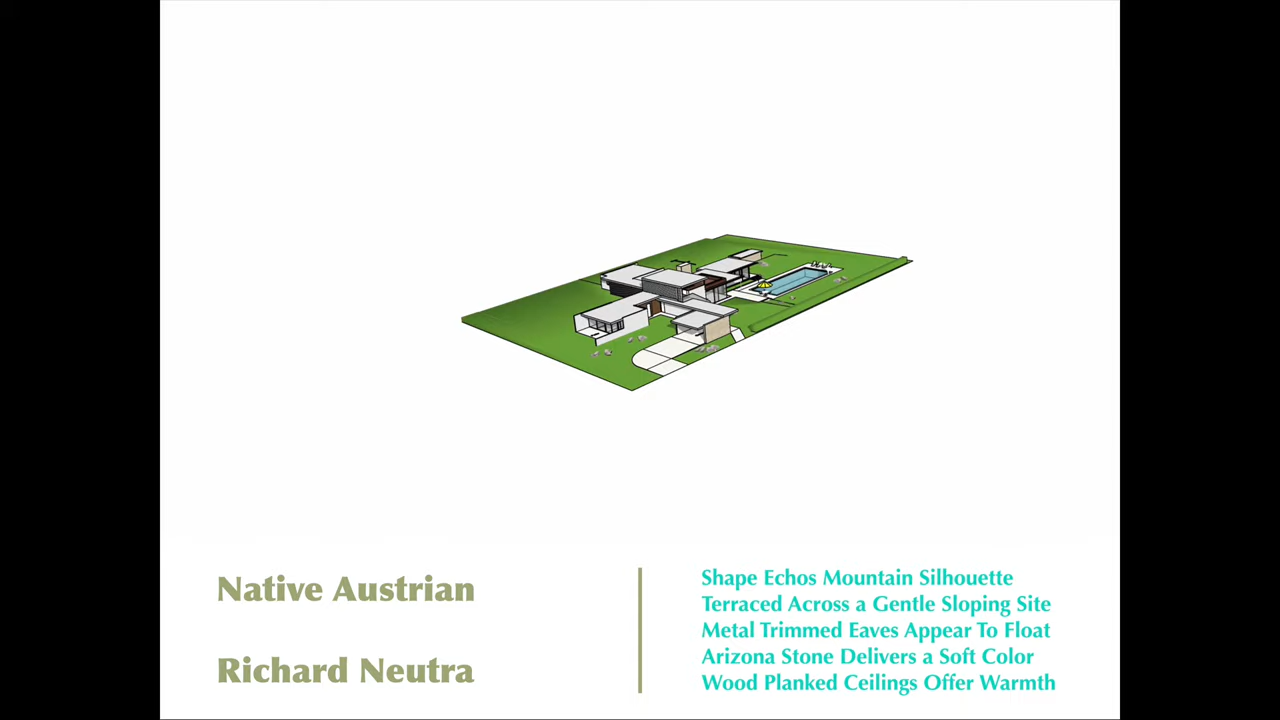 Native Austrian
Richard Neutra
Shape Echos Mountain Silhouette
Terraced Across a Gentle Sloping Site
Metal Trimmed Eaves Appear To Float
Arizona Stone Delivers a Soft Color
Wood Planked Ceilings Offer Warmth